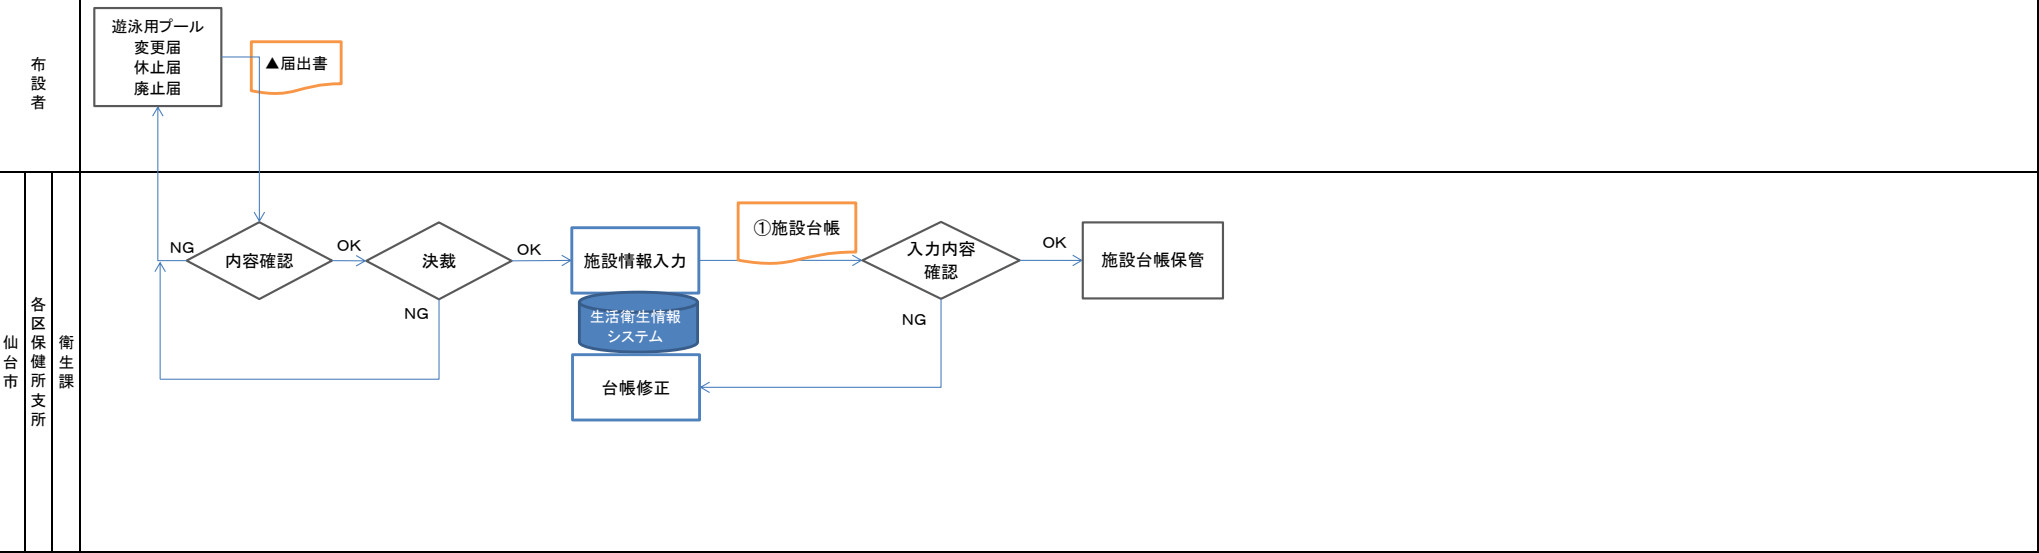 布設者
遊泳用プール
変更届
休止届
廃止届
▲届出書
仙台市
各区保健所支所
衛生課
NG
内容確認
OK
決裁
OK
NG
施設情報入力
生活衛生情報
システム
台帳修正
①施設台帳
入力内容
確認
OK
NG
施設台帳保管